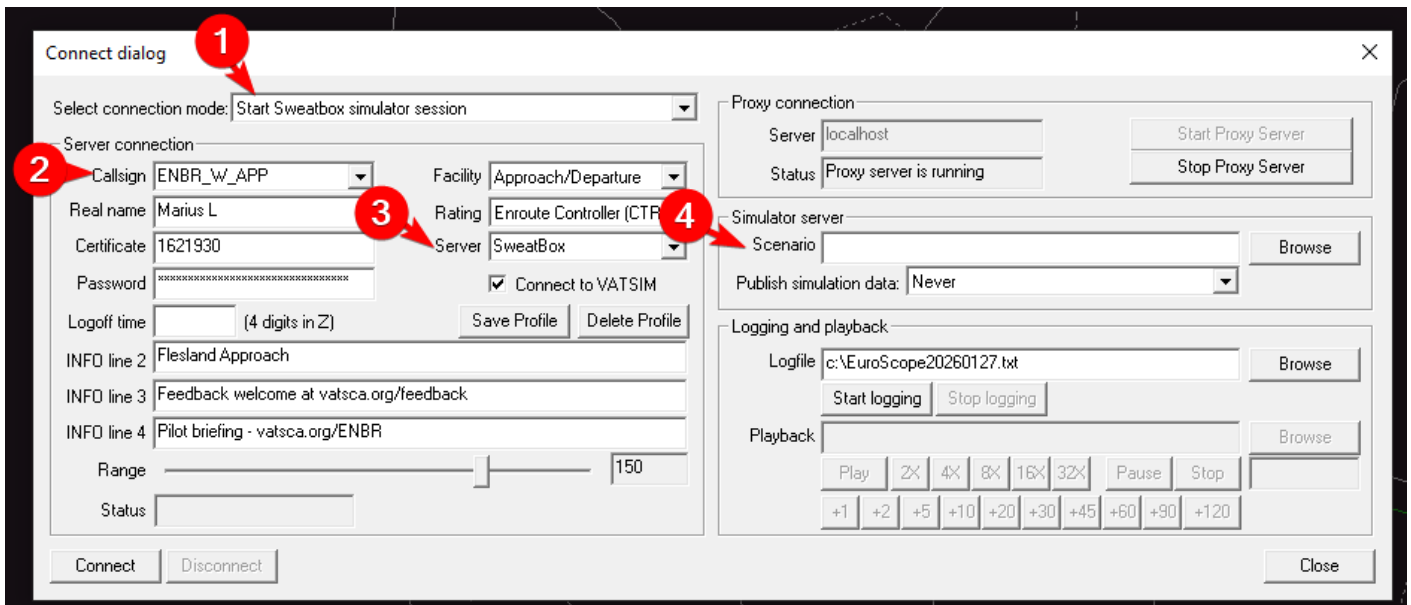 1
Connect dialog
Select connection mode: Start Sweatbox simulator session
Server connection
2
Callsign ENBR_W_APP
Facility Approach/Departure
Real name Marius L
3
Rating Enroute Controller (CTR
Certificate 1621930
Server SweatBox
Password ********************************
Connect to VATSIM
Logoff time (4 digits in Z)
Save Profile Delete Profile
INFO line 2 Flesland Approach
INFO line 3 Feedback welcome at vatsca.org/feedback
INFO line 4 Pilot briefing - vatsca.org/ENBR
Range 150
Status
Connect Disconnect
Proxy connection
Server localhost Start Proxy Server
Status Proxy server is running Stop Proxy Server
4
Simulator server
Scenario Browse
Publish simulation data: Never
Logging and playback
Logfile c:\EuroScope20260127.txt Browse
Start logging Stop logging
Playback Browse
Play 2X 4X 8X 16X 32X Pause Stop
+1 +2 +5 +10 +20 +30 +45 +60 +90 +120
Close